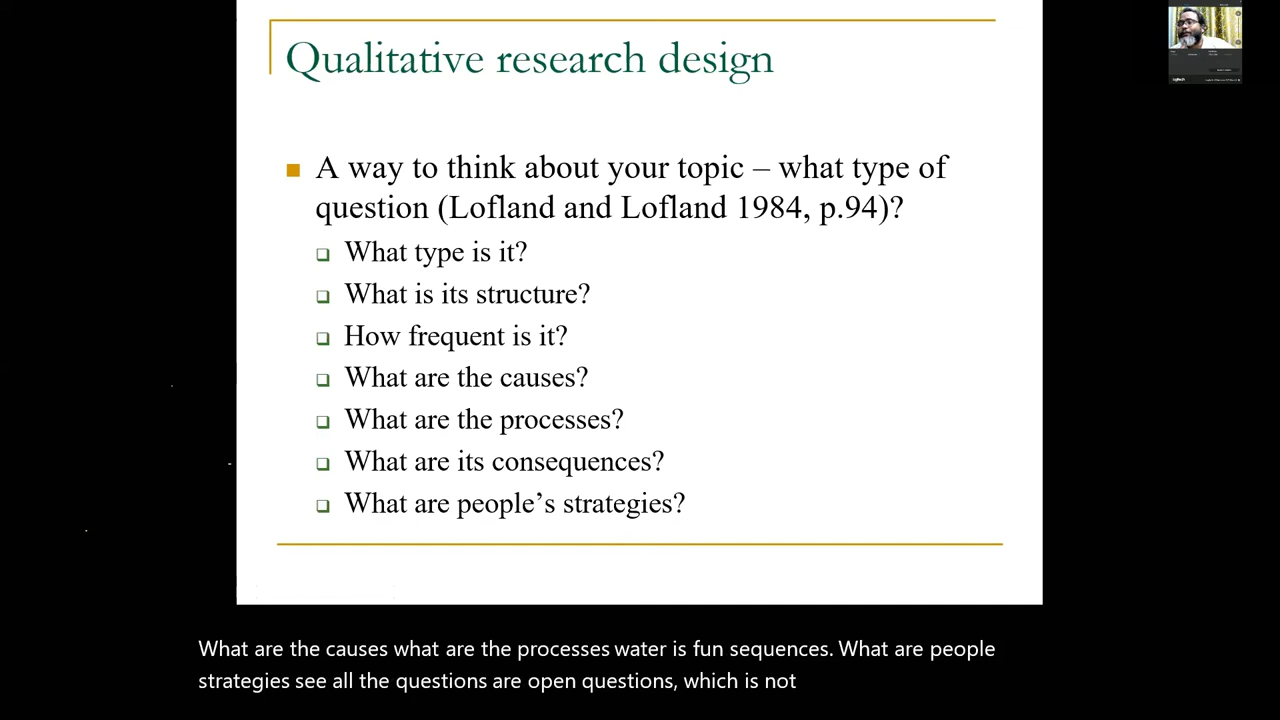 Qualitative research design
A way to think about your topic – what type of
question (Lofland and Lofland 1984, p.94)?
What type is it?
What is its structure?
How frequent is it?
What are the causes?
What are the processes?
What are its consequences?
What are people’s strategies?
What are the causes what are the processes water is fun sequences. What are people
strategies see all the questions are open questions, which is not